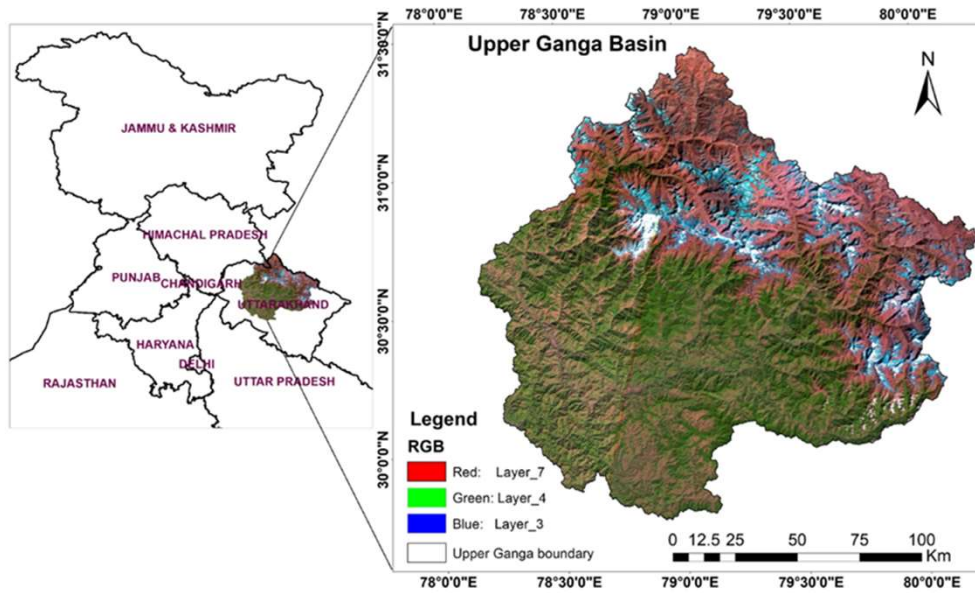 78°0'0"E 78°30'0"E 79°0'0"E 79°30'0"E 80°0'0"E
Upper Ganga Basin
N
31°30'0"N
31°0'0"N
30°30'0"N
30°0'0"N
JAMMU & KASHMIR
HIMACHAL PRADESH
PUNJAB
CHANDIGARH
UTTARAKHAND
HARYANA
DELHI
RAJASTHAN
UTTAR PRADESH
Legend
RGB
Red: Layer_7
Green: Layer_4
Blue: Layer_3
Upper Ganga boundary
0 12.5 25 50 75 100
Km
78°0'0"E 78°30'0"E 79°0'0"E 79°30'0"E 80°0'0"E